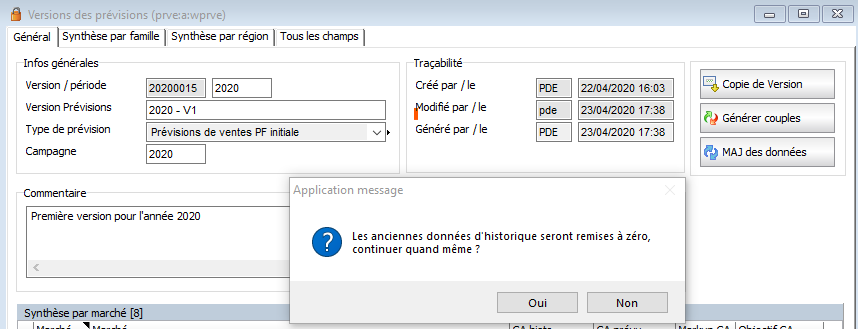 Versions des prévisions (prve:a:wprve)
Général Synthèse par famille Synthèse par région Tous les champs
Infos générales
Version / période 20200015 2020
Version Prévisions 2020 - V1
Type de prévision Prévisions de ventes PF initiale
Campagne 2020
Traçabilité
Créé par / le PDE 22/04/2020 16:03
Modifié par / le pde 23/04/2020 17:38
Généré par / le PDE 23/04/2020 17:38
Copie de Version
Générer couples
MAJ des données
Commentaire
Première version pour l'année 2020
Application message
Les anciennes données d'historique seront remises à zéro,
continuer quand même ?
Oui Non
Synthèse par marché [8]
Marché Marché CA histo CA prévu Markup CA Objectif CA